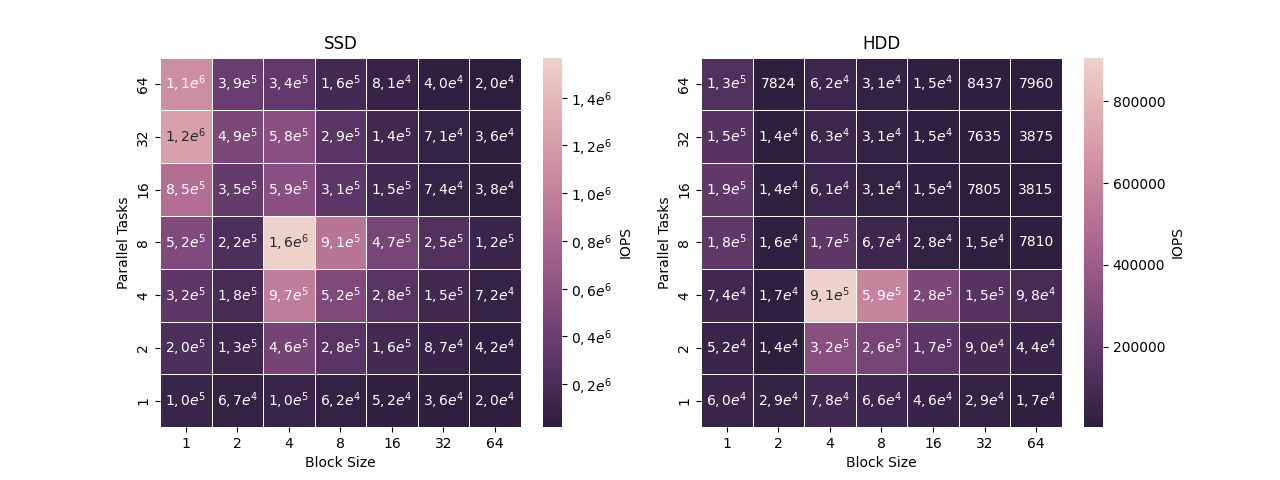 SSD
HDD
64 1,1e⁶ 3,9e⁵ 3,4e⁵ 1,6e⁵ 8,1e⁴ 4,0e⁴ 2,0e⁴
32 1,2e⁶ 4,9e⁵ 5,8e⁵ 2,9e⁵ 1,4e⁵ 7,1e⁴ 3,6e⁴
16 8,5e⁵ 3,5e⁵ 5,9e⁵ 3,1e⁵ 1,5e⁵ 7,4e⁴ 3,8e⁴
8 5,2e⁵ 2,2e⁵ 1,6e⁶ 9,1e⁵ 4,7e⁵ 2,5e⁵ 1,2e⁵
4 3,2e⁵ 1,8e⁵ 9,7e⁵ 5,2e⁵ 2,8e⁵ 1,5e⁵ 7,2e⁴
2 2,0e⁵ 1,3e⁵ 4,6e⁵ 2,8e⁵ 1,6e⁵ 8,7e⁴ 4,2e⁴
1 1,0e⁵ 6,7e⁴ 1,0e⁵ 6,2e⁴ 5,2e⁴ 3,6e⁴ 2,0e⁴
1 2 4 8 16 32 64
Block Size
Parallel Tasks
1,4e⁶
1,2e⁶
1,0e⁶
0,8e⁶
0,6e⁶
0,4e⁶
0,2e⁶
IOPS
64 1,3e⁵ 7824 6,2e⁴ 3,1e⁴ 1,5e⁴ 8437 7960
32 1,5e⁵ 1,4e⁴ 6,3e⁴ 3,1e⁴ 1,5e⁴ 7635 3875
16 1,9e⁵ 1,4e⁴ 6,1e⁴ 3,1e⁴ 1,5e⁴ 7805 3815
8 1,8e⁵ 1,6e⁴ 1,7e⁵ 6,7e⁴ 2,8e⁴ 1,5e⁴ 7810
4 7,4e⁴ 1,7e⁴ 9,1e⁵ 5,9e⁵ 2,8e⁵ 1,5e⁵ 9,8e⁴
2 5,2e⁴ 1,4e⁴ 3,2e⁵ 2,6e⁵ 1,7e⁵ 9,0e⁴ 4,4e⁴
1 6,0e⁴ 2,9e⁴ 7,8e⁴ 6,6e⁴ 4,6e⁴ 2,9e⁴ 1,7e⁴
1 2 4 8 16 32 64
Block Size
Parallel Tasks
800000
600000
400000
200000
IOPS